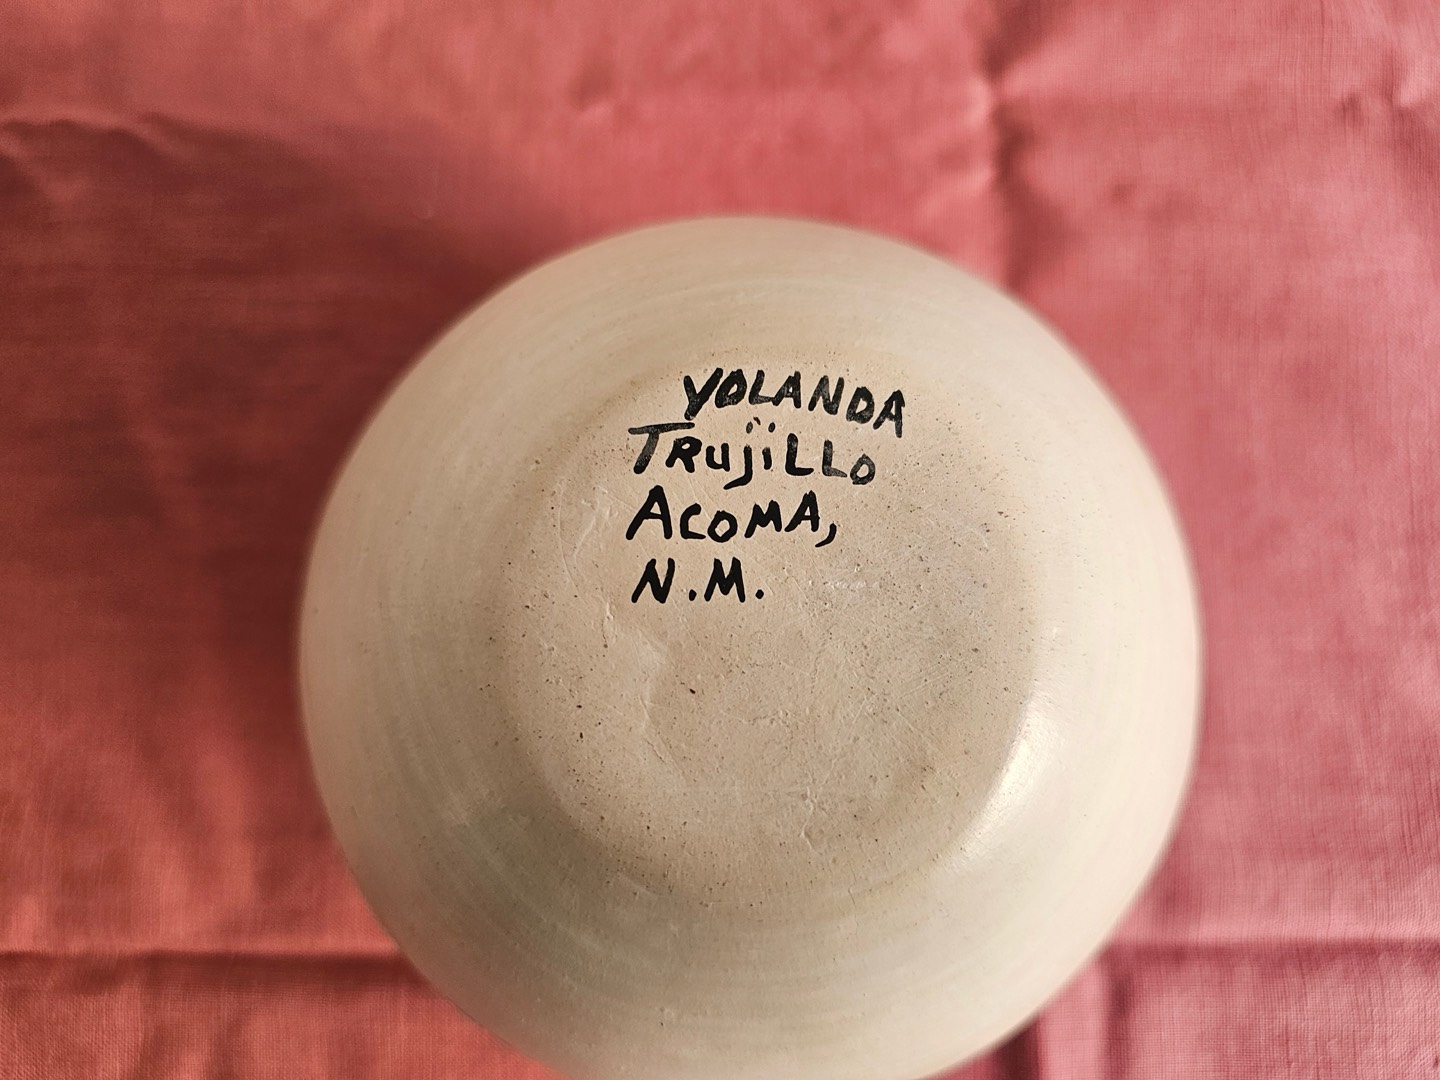 YOLANDA
TRujiLLo
ACOMA,
N.M.